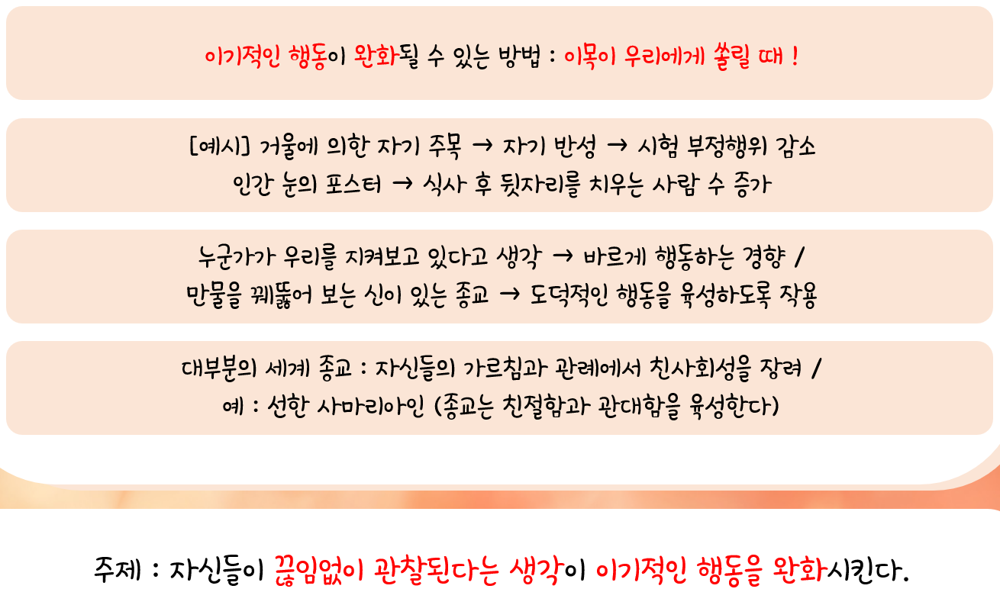 이기적인 행동이 완화될 수 있는 방법 : 이목이 우리에게 쏠릴 때 !
[예시] 거울에 의한 자기 주목 → 자기 반성 → 시험 부정행위 감소
인간 눈의 포스터 → 식사 후 뒷자리를 치우는 사람 수 증가
누군가가 우리를 지켜보고 있다고 생각 → 바르게 행동하는 경향 /
만물을 꿰뚫어 보는 신이 있는 종교 → 도덕적인 행동을 육성하도록 작용
대부분의 세계 종교 : 자신들의 가르침과 관례에서 친사회성을 장려 /
예 : 선한 사마리아인 (종교는 친절함과 관대함을 육성한다)
주제 : 자신들이 끊임없이 관찰된다는 생각이 이기적인 행동을 완화시킨다.